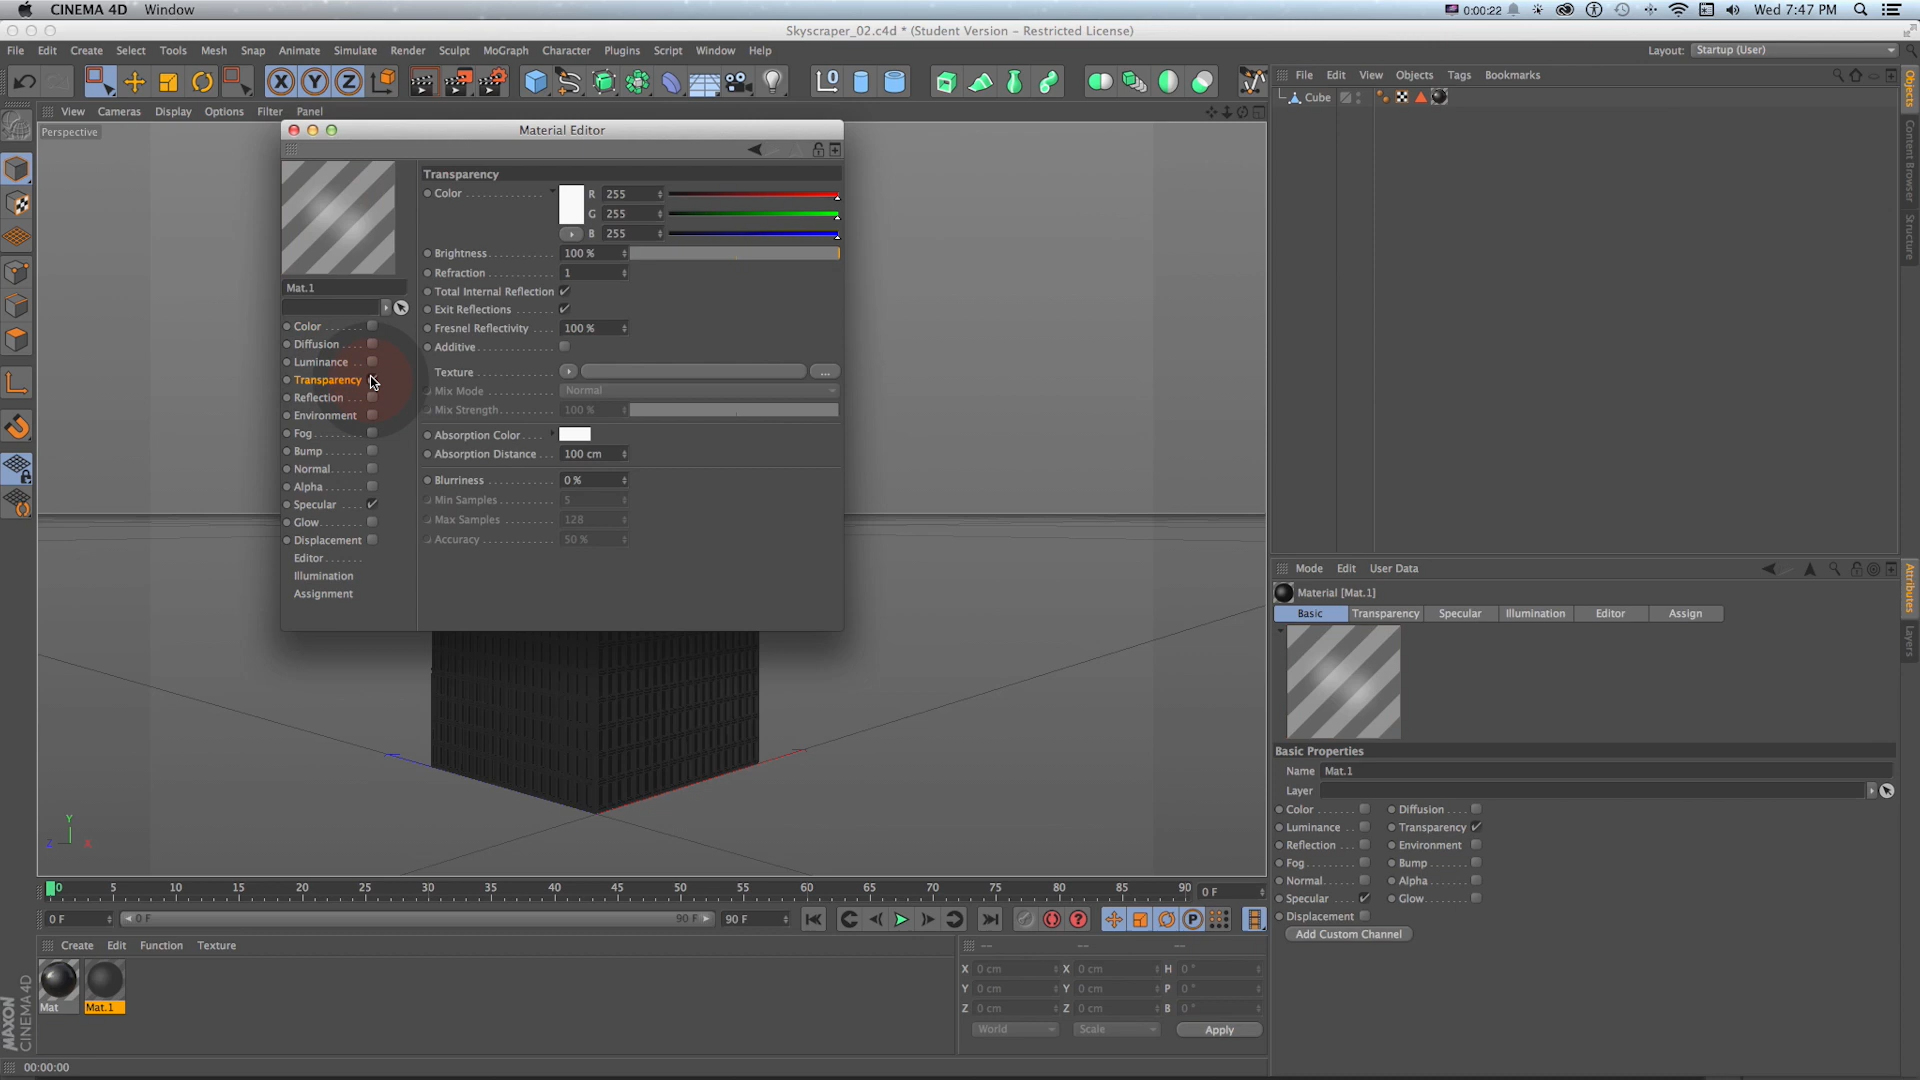 CINEMA 4D Window
0:00:22 Wed 7:47 PM
Skyscraper_02.c4d * (Student Version – Restricted License)
File Edit Create Select Tools Mesh Snap Animate Simulate Render Sculpt MoGraph Character Plugins Script Window Help
Layout: Startup (User)
View Cameras Display Options Filter Panel
Perspective
Material Editor
Mat.1
Color
Diffusion
Luminance
Transparency
Reflection
Environment
Fog
Bump
Normal
Alpha
Specular
Glow
Displacement
Editor
Illumination
Assignment
Transparency
Color R 255
G 255
B 255
Brightness 100 %
Refraction 1
Total Internal Reflection
Exit Reflections
Fresnel Reflectivity 100 %
Additive
Texture ...
Mix Mode Normal
Mix Strength 100 %
Absorption Color
Absorption Distance 100 cm
Blurriness 0 %
Min Samples 5
Max Samples 128
Accuracy 50 %
Y
Z X
0 5 10 15 20 25 30 35 40 45 50 55 60 65 70 75 80 85 90 0 F
0 F 0 F 90 F 90 F
Create Edit Function Texture
Mat Mat.1
-- -- --
X 0 cm X 0 cm H 0 °
Y 0 cm Y 0 cm P 0 °
Z 0 cm Z 0 cm B 0 °
World Scale Apply
MAXON
CINEMA 4D
00:00:00
File Edit View Objects Tags Bookmarks
Cube
Objects
Content Browser
Structure
Mode Edit User Data
Material [Mat.1]
Basic Transparency Specular Illumination Editor Assign
Basic Properties
Name Mat.1
Layer
Color Diffusion
Luminance Transparency
Reflection Environment
Fog Bump
Normal Alpha
Specular Glow
Displacement
Add Custom Channel
Attributes
Layers